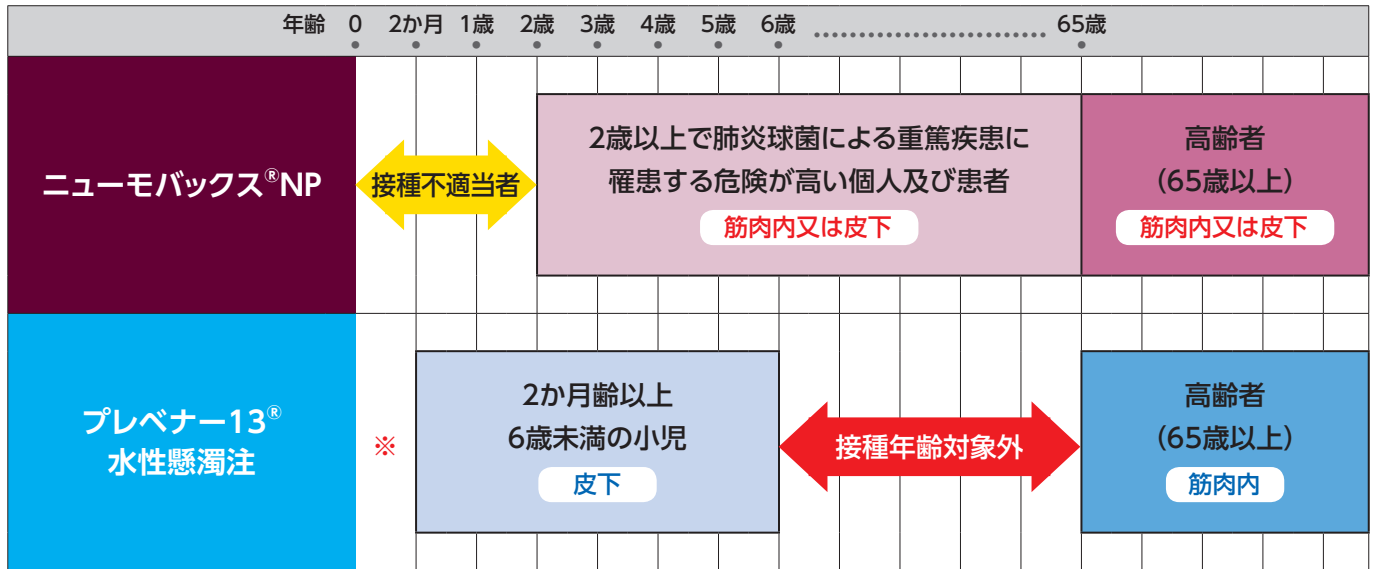 年齢 0 2か月 1歳 2歳 3歳 4歳 5歳 6歳 65歳
ニューモバックス®NP
接種不適当者
2歳以上で肺炎球菌による重篤疾患に
罹患する危険が高い個人及び患者
筋肉内又は皮下
高齢者
(65歳以上)
筋肉内又は皮下
プレベナー13®
水性懸濁注
※
2か月齢以上
6歳未満の小児
皮下
接種年齢対象外
高齢者
(65歳以上)
筋肉内